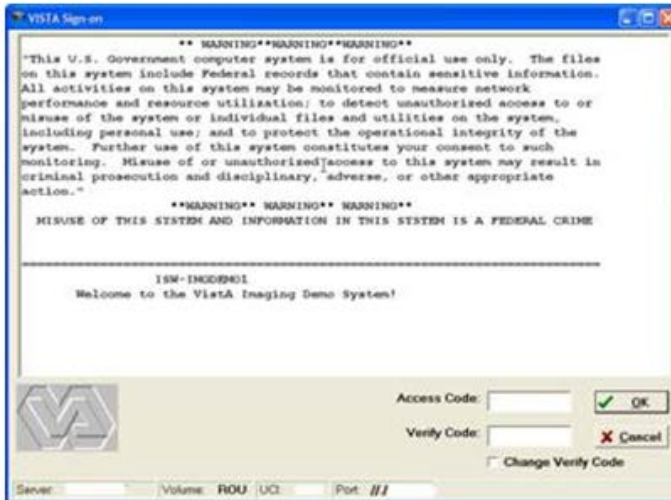 VISTA Sign-on
** WARNING**WARNING**WARNING**
"This U.S. Government computer system is for official use only. The files
on this system include Federal records that contain sensitive information.
All activities on this system may be monitored to measure network
performance and resource utilization; to detect unauthorized access to or
misuse of the system or individual files and utilities on the system,
including personal use; and to protect the operational integrity of the
system. Further use of this system constitutes your consent to such
monitoring. Misuse of or unauthorized access to this system may result in
criminal prosecution and disciplinary, adverse, or other appropriate
action."
**WARNING** WARNING** WARNING**
MISUSE OF THIS SYSTEM AND INFORMATION IN THIS SYSTEM IS A FEDERAL CRIME
ISW-IMGDEMO1
Welcome to the VistA Imaging Demo System!
Access Code:
OK
Verify Code:
Cancel
Change Verify Code
Server: Volume: ROU UCI: Port: